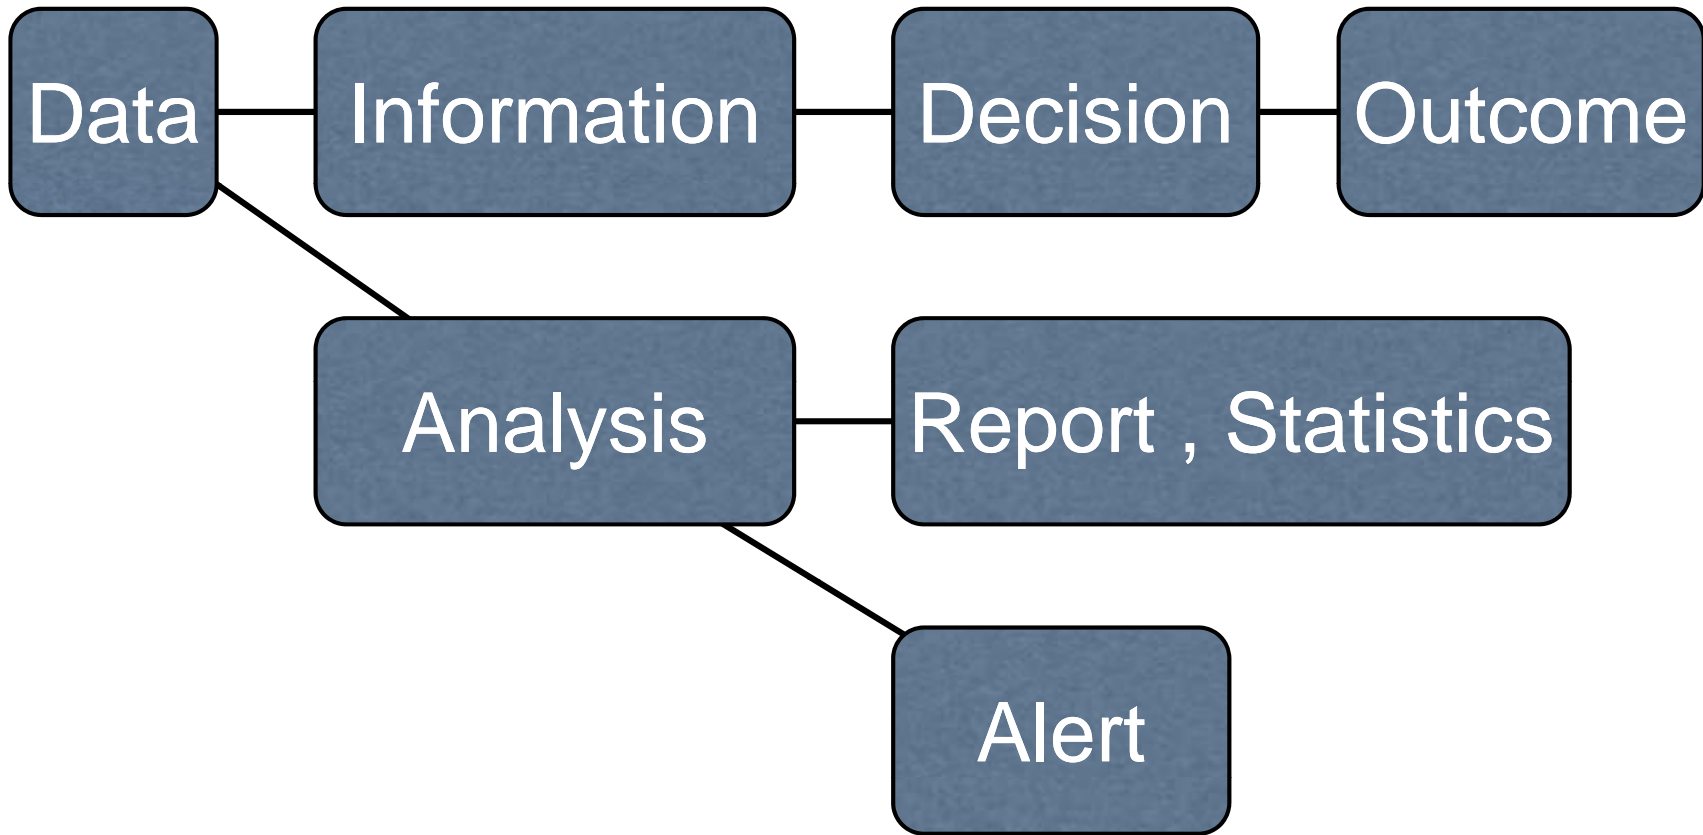 Data
Information
Decision
Outcome
Analysis
Report , Statistics
Alert